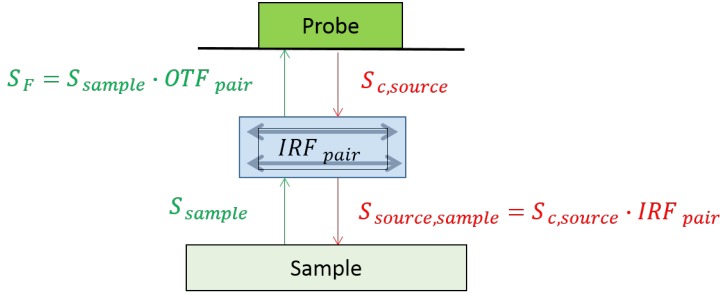 Probe
S_F = S_sample · OTF_pair
S_c,source
IRF_pair
S_sample
S_source,sample = S_c,source · IRF_pair
Sample